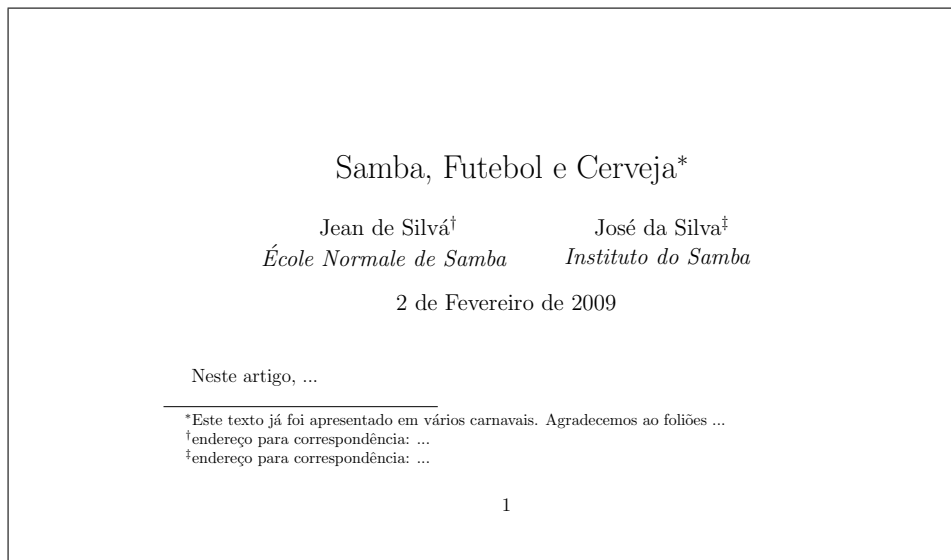 Samba, Futebol e Cerveja*
Jean de Silvá† José da Silva‡
École Normale de Samba Instituto do Samba
2 de Fevereiro de 2009
Neste artigo, ...
*Este texto já foi apresentado em vários carnavais. Agradecemos ao foliões ...
†endereço para correspondência: ...
‡endereço para correspondência: ...
1